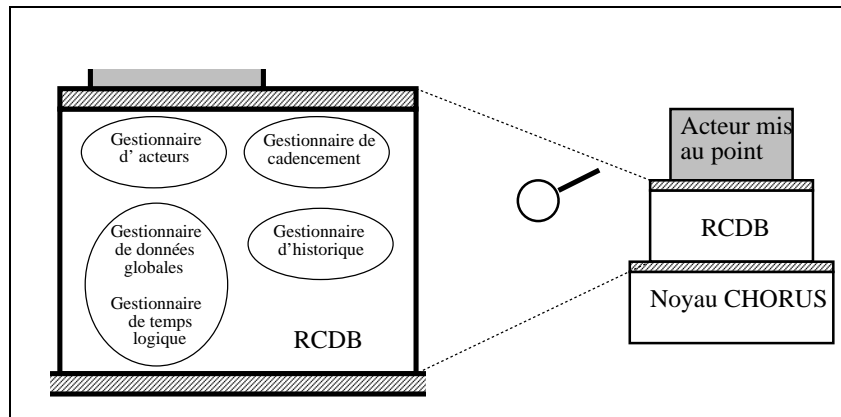 Gestionnaire
d' acteurs
Gestionnaire de
cadencement
Gestionnaire
de données
globales
Gestionnaire
de temps
logique
Gestionnaire
d'historique
RCDB
Acteur mis
au point
RCDB
Noyau CHORUS